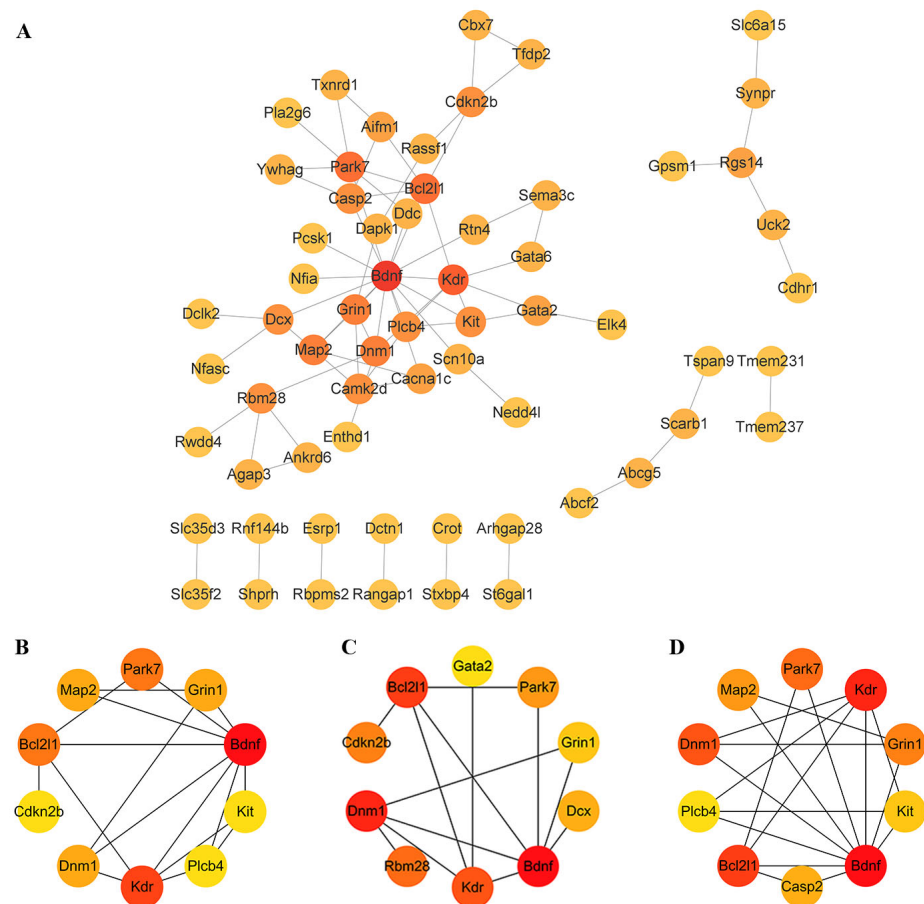 A
Cbx7
Slc6a15
Tfdp2
Txnrd1
Cdkn2b
Synpr
Pla2g6
Aifm1
Rassf1
Gpsm1
Rgs14
Ywhag
Park7
Casp2
Bcl2l1
Ddc
Sema3c
Dapk1
Rtn4
Uck2
Pcsk1
Gata6
Nfia
Bdnf
Kdr
Cdhr1
Dclk2
Dcx
Grin1
Plcb4
Kit
Gata2
Elk4
Map2
Dnm1
Scn10a
Tspan9
Tmem231
Nfasc
Camk2d
Cacna1c
Rbm28
Nedd4l
Scarb1
Tmem237
Rwdd4
Enthd1
Ankrd6
Agap3
Abcg5
Abcf2
Slc35d3
Rnf144b
Esrp1
Dctn1
Crot
Arhgap28
Slc35f2
Shprh
Rbpms2
Rangap1
Stxbp4
St6gal1
B
Park7
Map2
Grin1
Bcl2l1
Bdnf
Cdkn2b
Kit
Dnm1
Plcb4
Kdr
C
Gata2
Bcl2l1
Park7
Cdkn2b
Grin1
Dnm1
Dcx
Rbm28
Bdnf
Kdr
D
Park7
Kdr
Map2
Dnm1
Grin1
Plcb4
Kit
Bcl2l1
Bdnf
Casp2